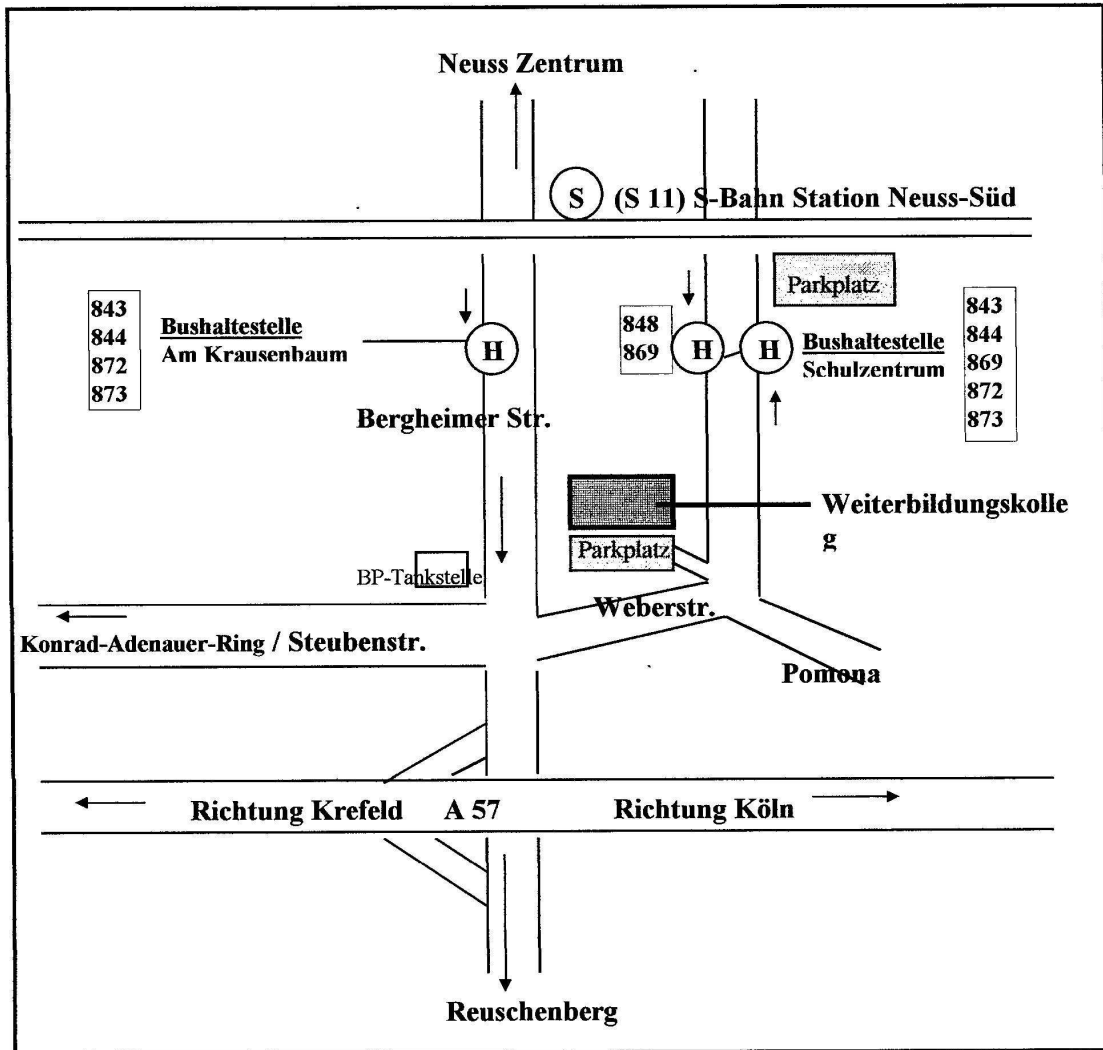 Neuss Zentrum
S
(S 11) S-Bahn Station Neuss-Süd
Parkplatz
843
844
872
873
Bushaltestelle
Am Krausenbaum
H
848
869
H
H
Bushaltestelle
Schulzentrum
843
844
869
872
873
Bergheimer Str.
Weiterbildungskolle
g
Parkplatz
BP-Tankstelle
Weberstr.
Konrad-Adenauer-Ring / Steubenstr.
Pomona
Richtung Krefeld
A 57
Richtung Köln
Reuschenberg